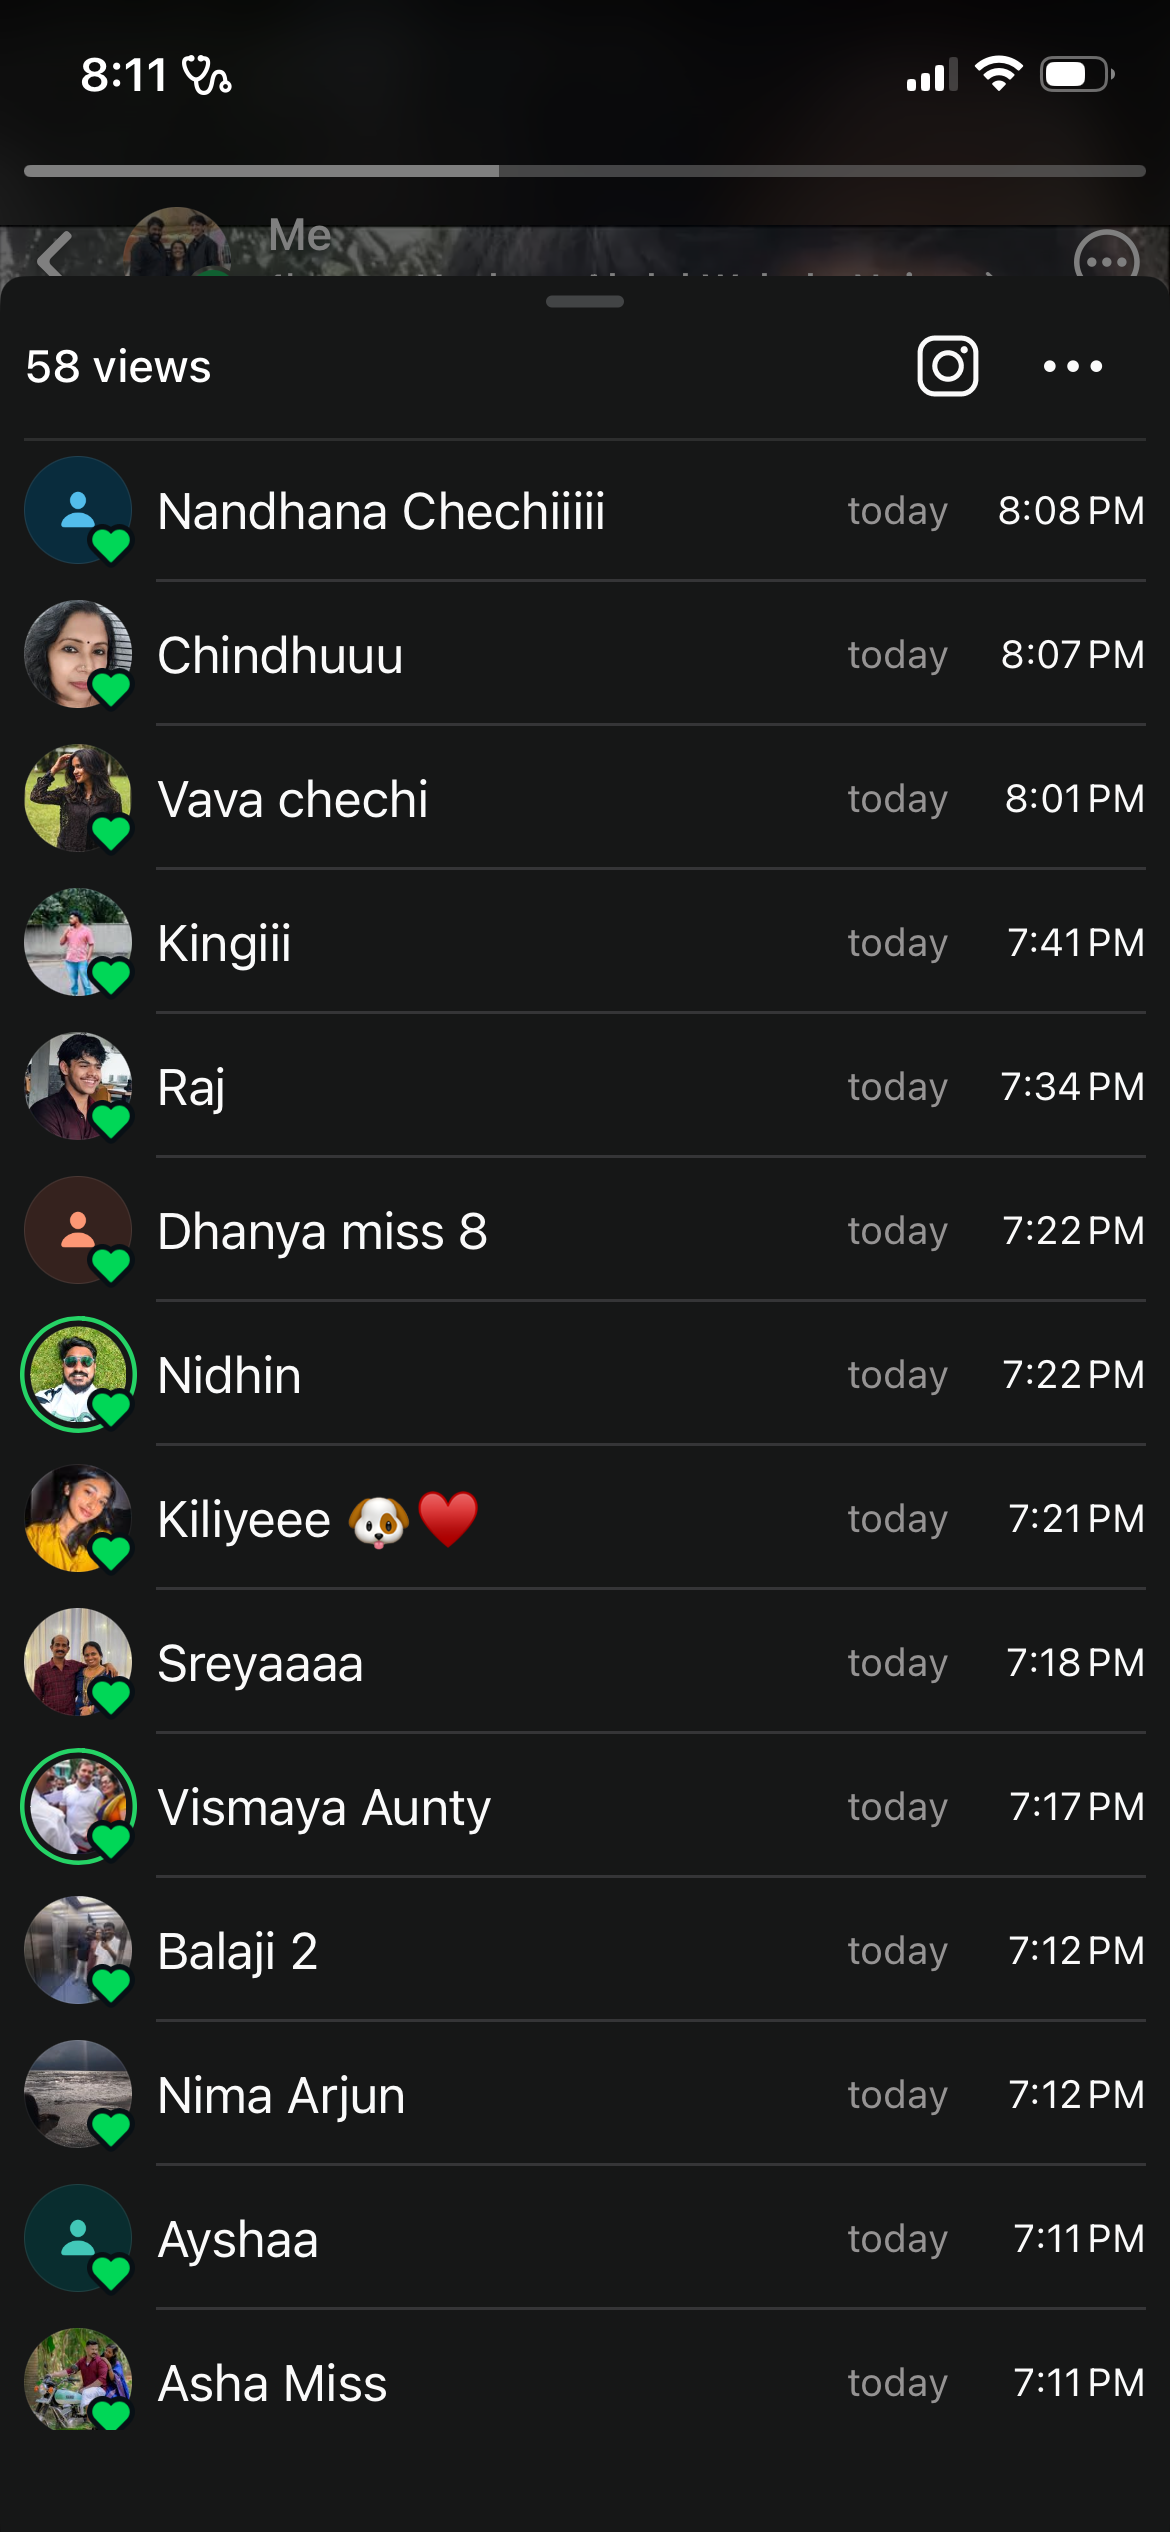 8:11
Me
58 views
Nandhana Chechiiiii today 8:08 PM
Chindhuuu today 8:07 PM
Vava chechi today 8:01 PM
Kingiii today 7:41 PM
Raj today 7:34 PM
Dhanya miss 8 today 7:22 PM
Nidhin today 7:22 PM
Kiliyeee 🐶♥️ today 7:21 PM
Sreyaaaa today 7:18 PM
Vismaya Aunty today 7:17 PM
Balaji 2 today 7:12 PM
Nima Arjun today 7:12 PM
Ayshaa today 7:11 PM
Asha Miss today 7:11 PM